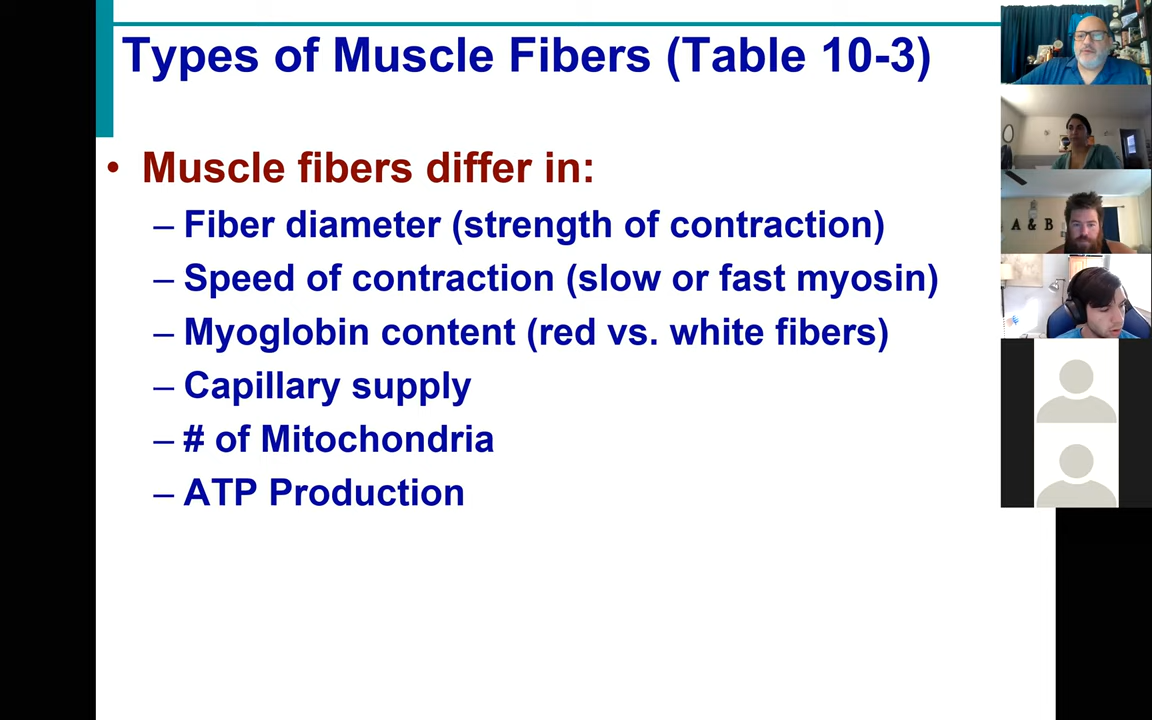 Types of Muscle Fibers (Table 10-3)
• Muscle fibers differ in:
– Fiber diameter (strength of contraction)
– Speed of contraction (slow or fast myosin)
– Myoglobin content (red vs. white fibers)
– Capillary supply
– # of Mitochondria
– ATP Production
A & B